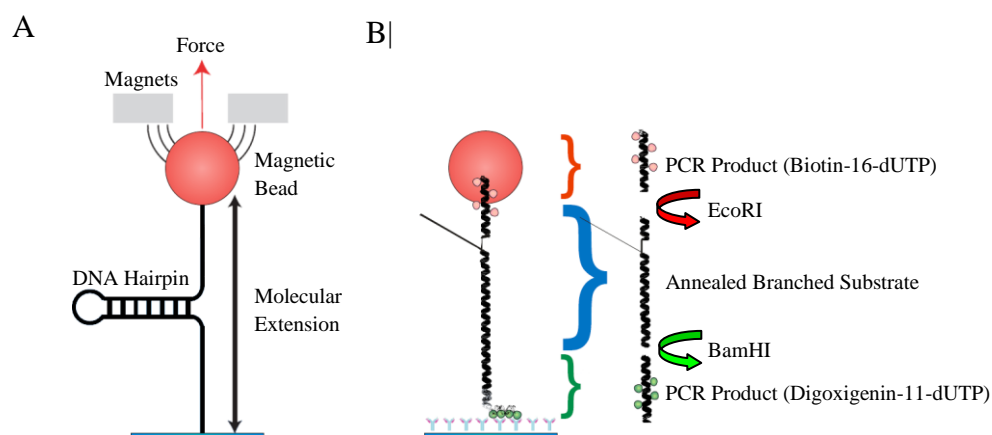 A
Force
Magnets
Magnetic
Bead
DNA Hairpin
Molecular
Extension
B|
PCR Product (Biotin-16-dUTP)
EcoRI
Annealed Branched Substrate
BamHI
PCR Product (Digoxigenin-11-dUTP)